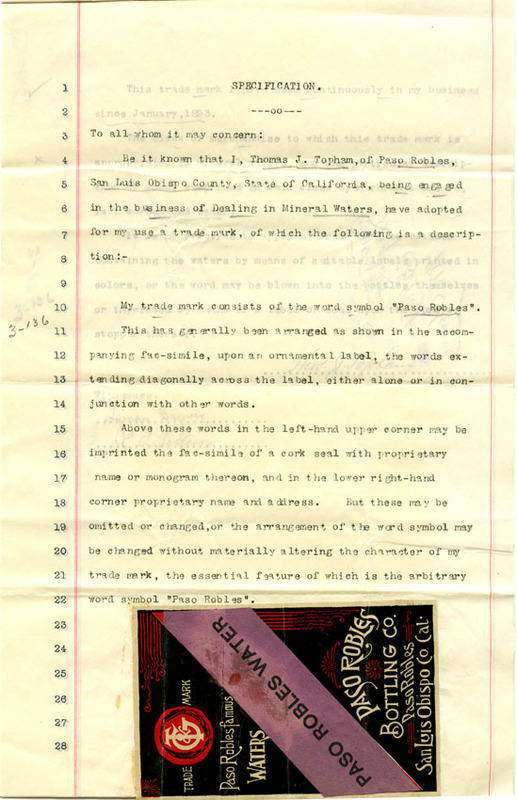 1 SPECIFICATION.
2 ---oo---
3 To all whom it may concern:
4 Be it known that I, Thomas J. Topham,of Paso Robles,
5 San Luis Obispo County, State of California, being engaged
6 in the business of Dealing in Mineral Waters, have adopted
7 for my use a trade mark, of which the following is a descrip-
8 tion:-
9
10 My trade mark consists of the word symbol "Paso Robles".
3-136
3-136
11 This has generally been arranged as shown in the accom-
12 panying fac-simile, upon an ornamental label, the words ex-
13 tending diagonally across the label, either alone or in con-
14 junction with other words.
15 Above these words in the left-hand upper corner may be
16 imprinted the fac-simile of a cork seal with proprietary
17 name or monogram thereon, and in the lower right-hand
18 corner proprietary name and address. But these may be
19 omitted or changed,or the arrangement of the word symbol may
20 be changed without materially altering the character of my
21 trade mark, the essential feature of which is the arbitrary
22 word symbol "Paso Robles".
23
24
25
26
27
28
TRADE MARK
Paso Robles Famous
WATERS
PASO ROBLES WATER
PASO ROBLES
BOTTLING CO.
Paso Robles
San Luis Obispo Co. Cal.